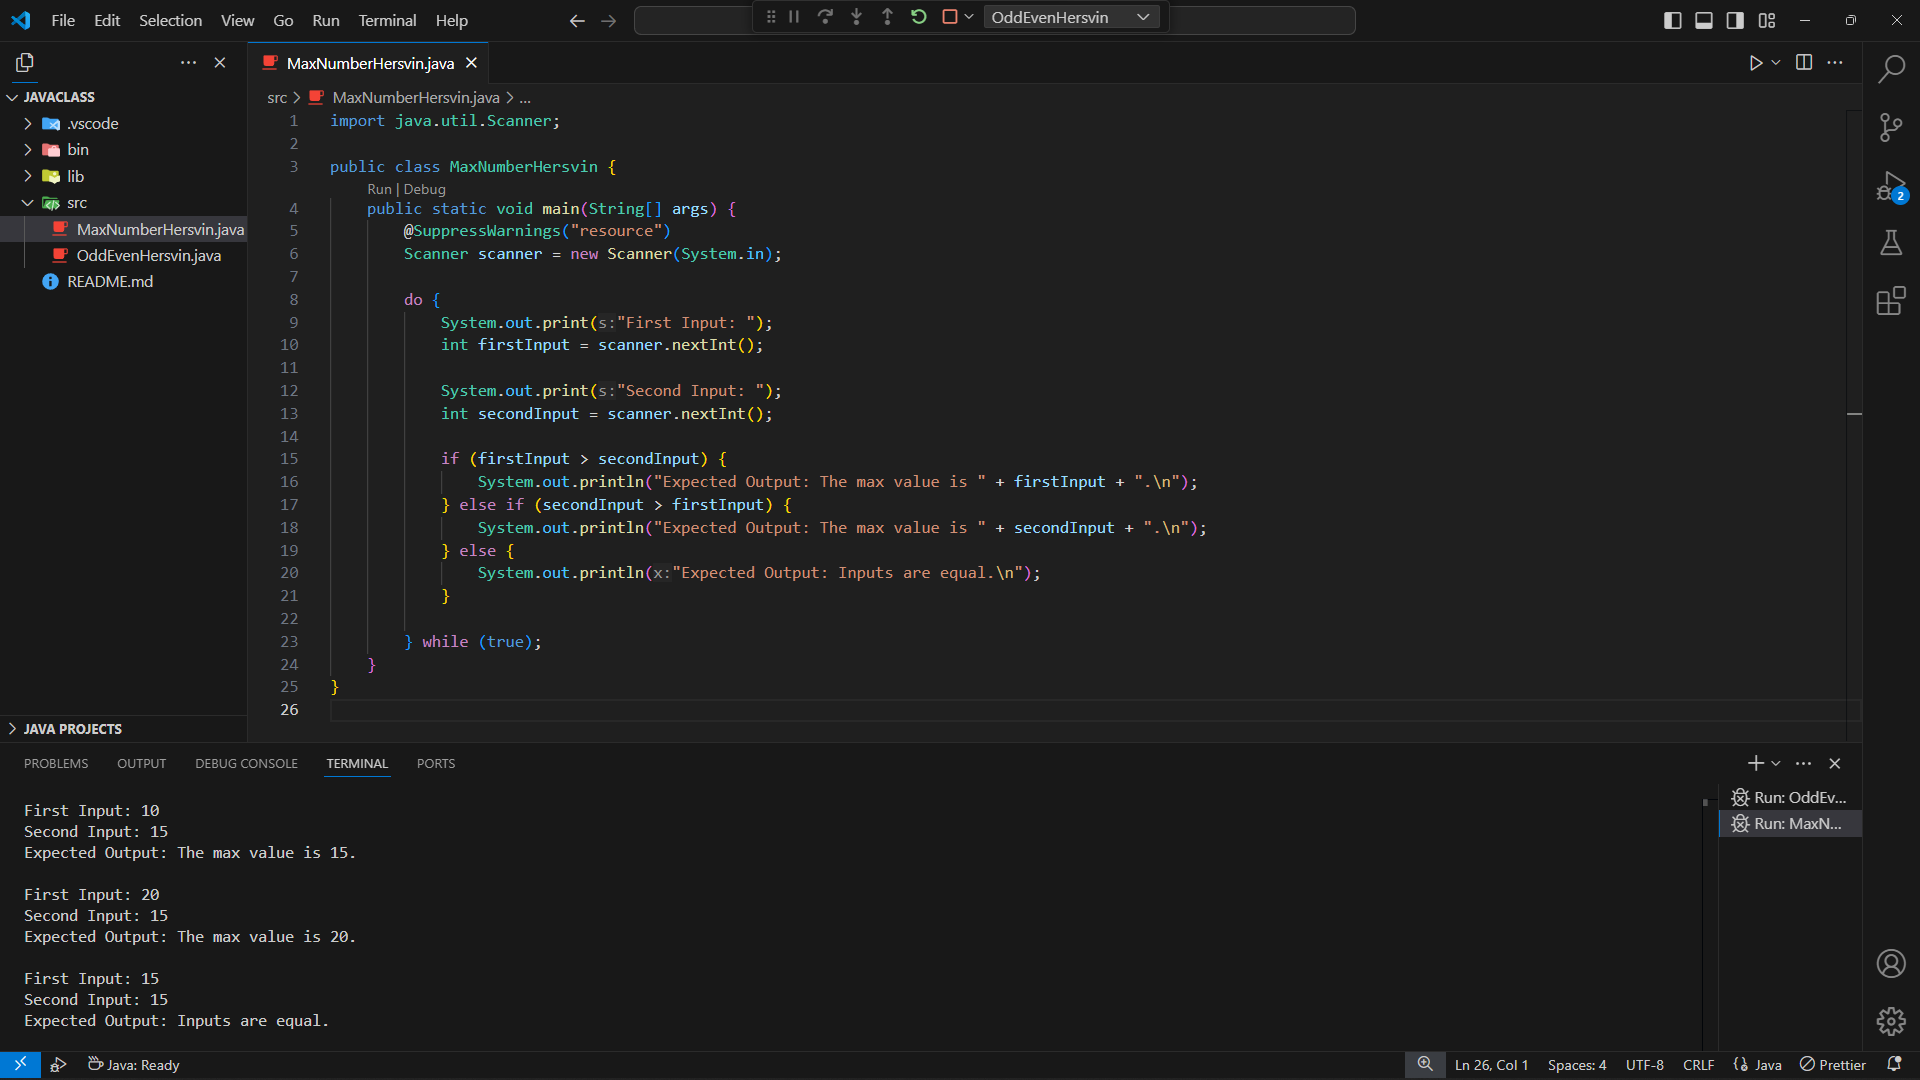 File Edit Selection View Go Run Terminal Help
OddEvenHersvin
MaxNumberHersvin.java
JAVACLASS
.vscode
bin
lib
src
MaxNumberHersvin.java
OddEvenHersvin.java
README.md
JAVA PROJECTS
src > MaxNumberHersvin.java > ...
1 import java.util.Scanner;
2
3 public class MaxNumberHersvin {
Run | Debug
4 public static void main(String[] args) {
5 @SuppressWarnings("resource")
6 Scanner scanner = new Scanner(System.in);
7
8 do {
9 System.out.print(s:"First Input: ");
10 int firstInput = scanner.nextInt();
11
12 System.out.print(s:"Second Input: ");
13 int secondInput = scanner.nextInt();
14
15 if (firstInput > secondInput) {
16 System.out.println("Expected Output: The max value is " + firstInput + ".\n");
17 } else if (secondInput > firstInput) {
18 System.out.println("Expected Output: The max value is " + secondInput + ".\n");
19 } else {
20 System.out.println(x:"Expected Output: Inputs are equal.\n");
21 }
22
23 } while (true);
24 }
25 }
26
2
PROBLEMS OUTPUT DEBUG CONSOLE TERMINAL PORTS
First Input: 10
Second Input: 15
Expected Output: The max value is 15.
First Input: 20
Second Input: 15
Expected Output: The max value is 20.
First Input: 15
Second Input: 15
Expected Output: Inputs are equal.
Run: OddEv...
Run: MaxN...
Java: Ready
Ln 26, Col 1 Spaces: 4 UTF-8 CRLF Java Prettier